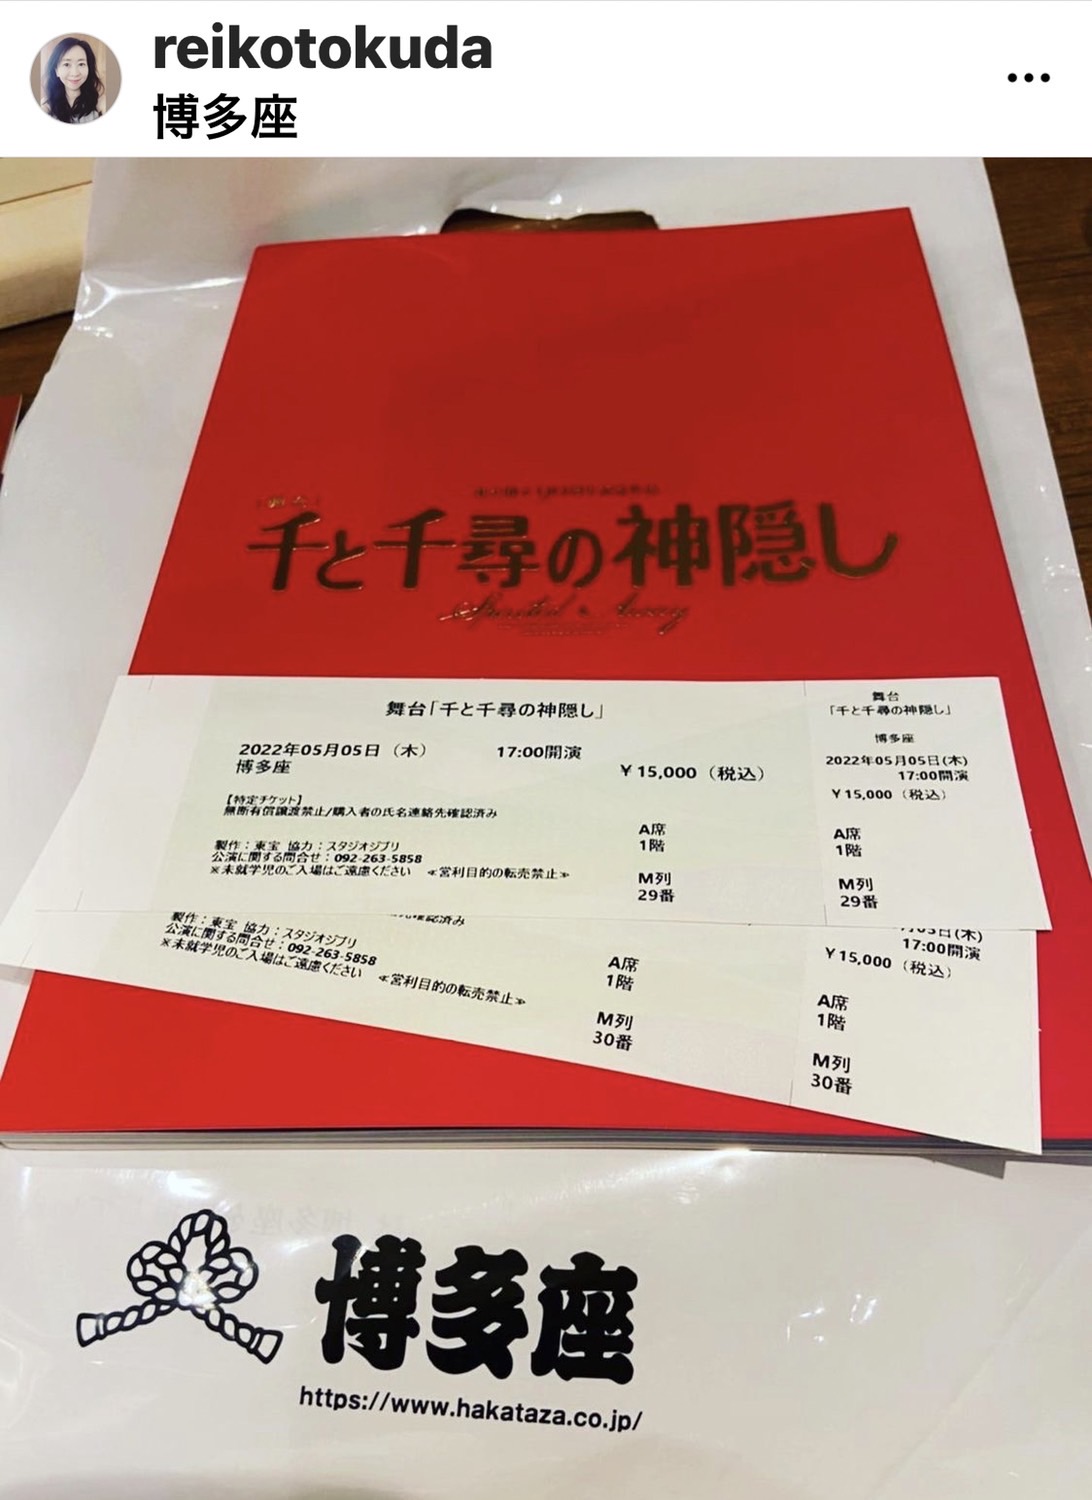 reikotokuda
博多座
千と千尋の神隠し
Spirited Away
舞台「千と千尋の神隠し」
2022年05月05日（木） 17:00開演
博多座
￥15,000（税込）
【特定チケット】
無断有償譲渡禁止/購入者の氏名連絡先確認済み
A席
1階
製作：東宝 協力：スタジオジブリ
公演に関する問合せ：092-263-5858
※未就学児のご入場はご遠慮ください ≪営利目的の転売禁止≫
M列
29番
舞台
「千と千尋の神隠し」
博多座
2022年05月05日(木)
17:00開演
￥15,000（税込）
A席
1階
M列
29番
確認済み
製作：東宝 協力：スタジオジブリ
公演に関する問合せ：092-263-5858
※未就学児のご入場はご遠慮ください ≪営利目的の転売禁止≫
A席
1階
M列
30番
月05日(木)
17:00開演
￥15,000（税込）
A席
1階
M列
30番
博多座
https://www.hakataza.co.jp/